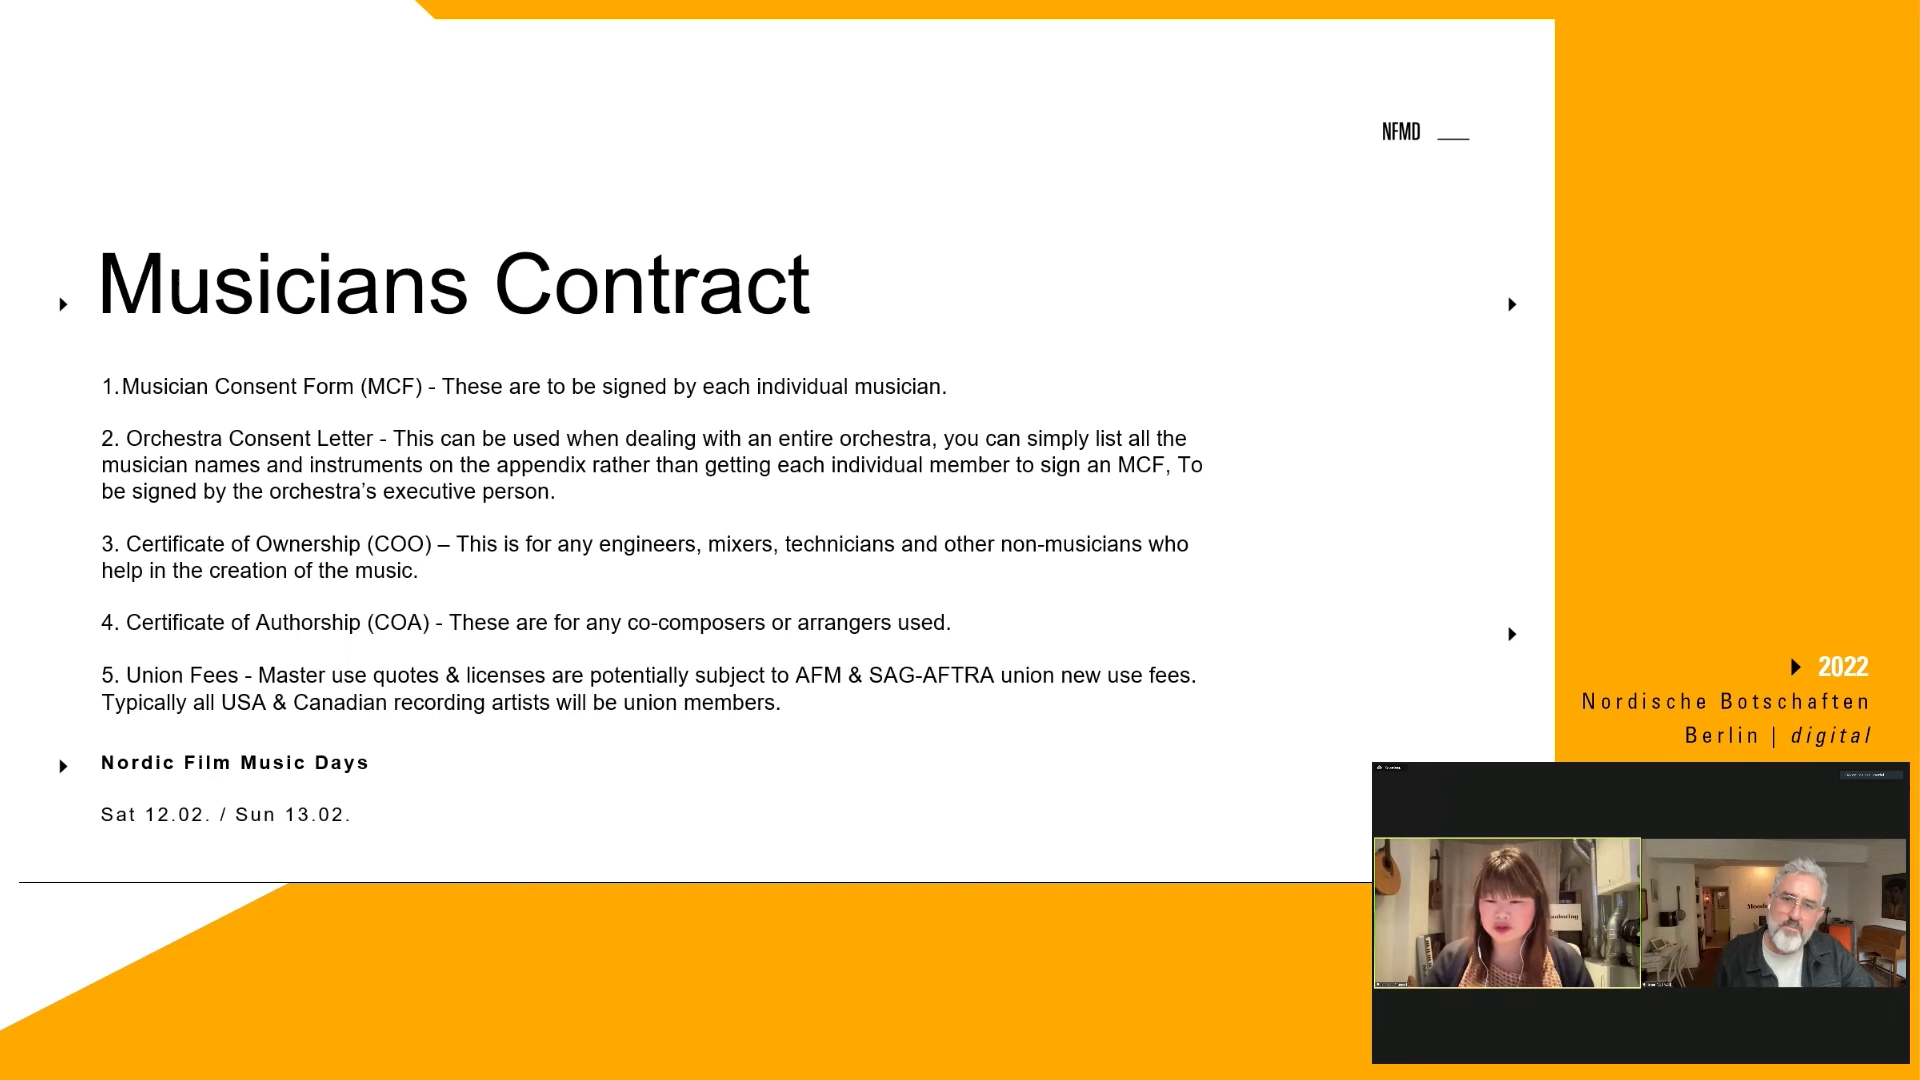 NFMD
Musicians Contract
1.Musician Consent Form (MCF) - These are to be signed by each individual musician.
2. Orchestra Consent Letter - This can be used when dealing with an entire orchestra, you can simply list all the
musician names and instruments on the appendix rather than getting each individual member to sign an MCF, To
be signed by the orchestra’s executive person.
3. Certificate of Ownership (COO) – This is for any engineers, mixers, technicians and other non-musicians who
help in the creation of the music.
4. Certificate of Authorship (COA) - These are for any co-composers or arrangers used.
5. Union Fees - Master use quotes & licenses are potentially subject to AFM & SAG-AFTRA union new use fees.
Typically all USA & Canadian recording artists will be union members.
Nordic Film Music Days
Sat 12.02. / Sun 13.02.
2022
Nordische Botschaften
Berlin | digital